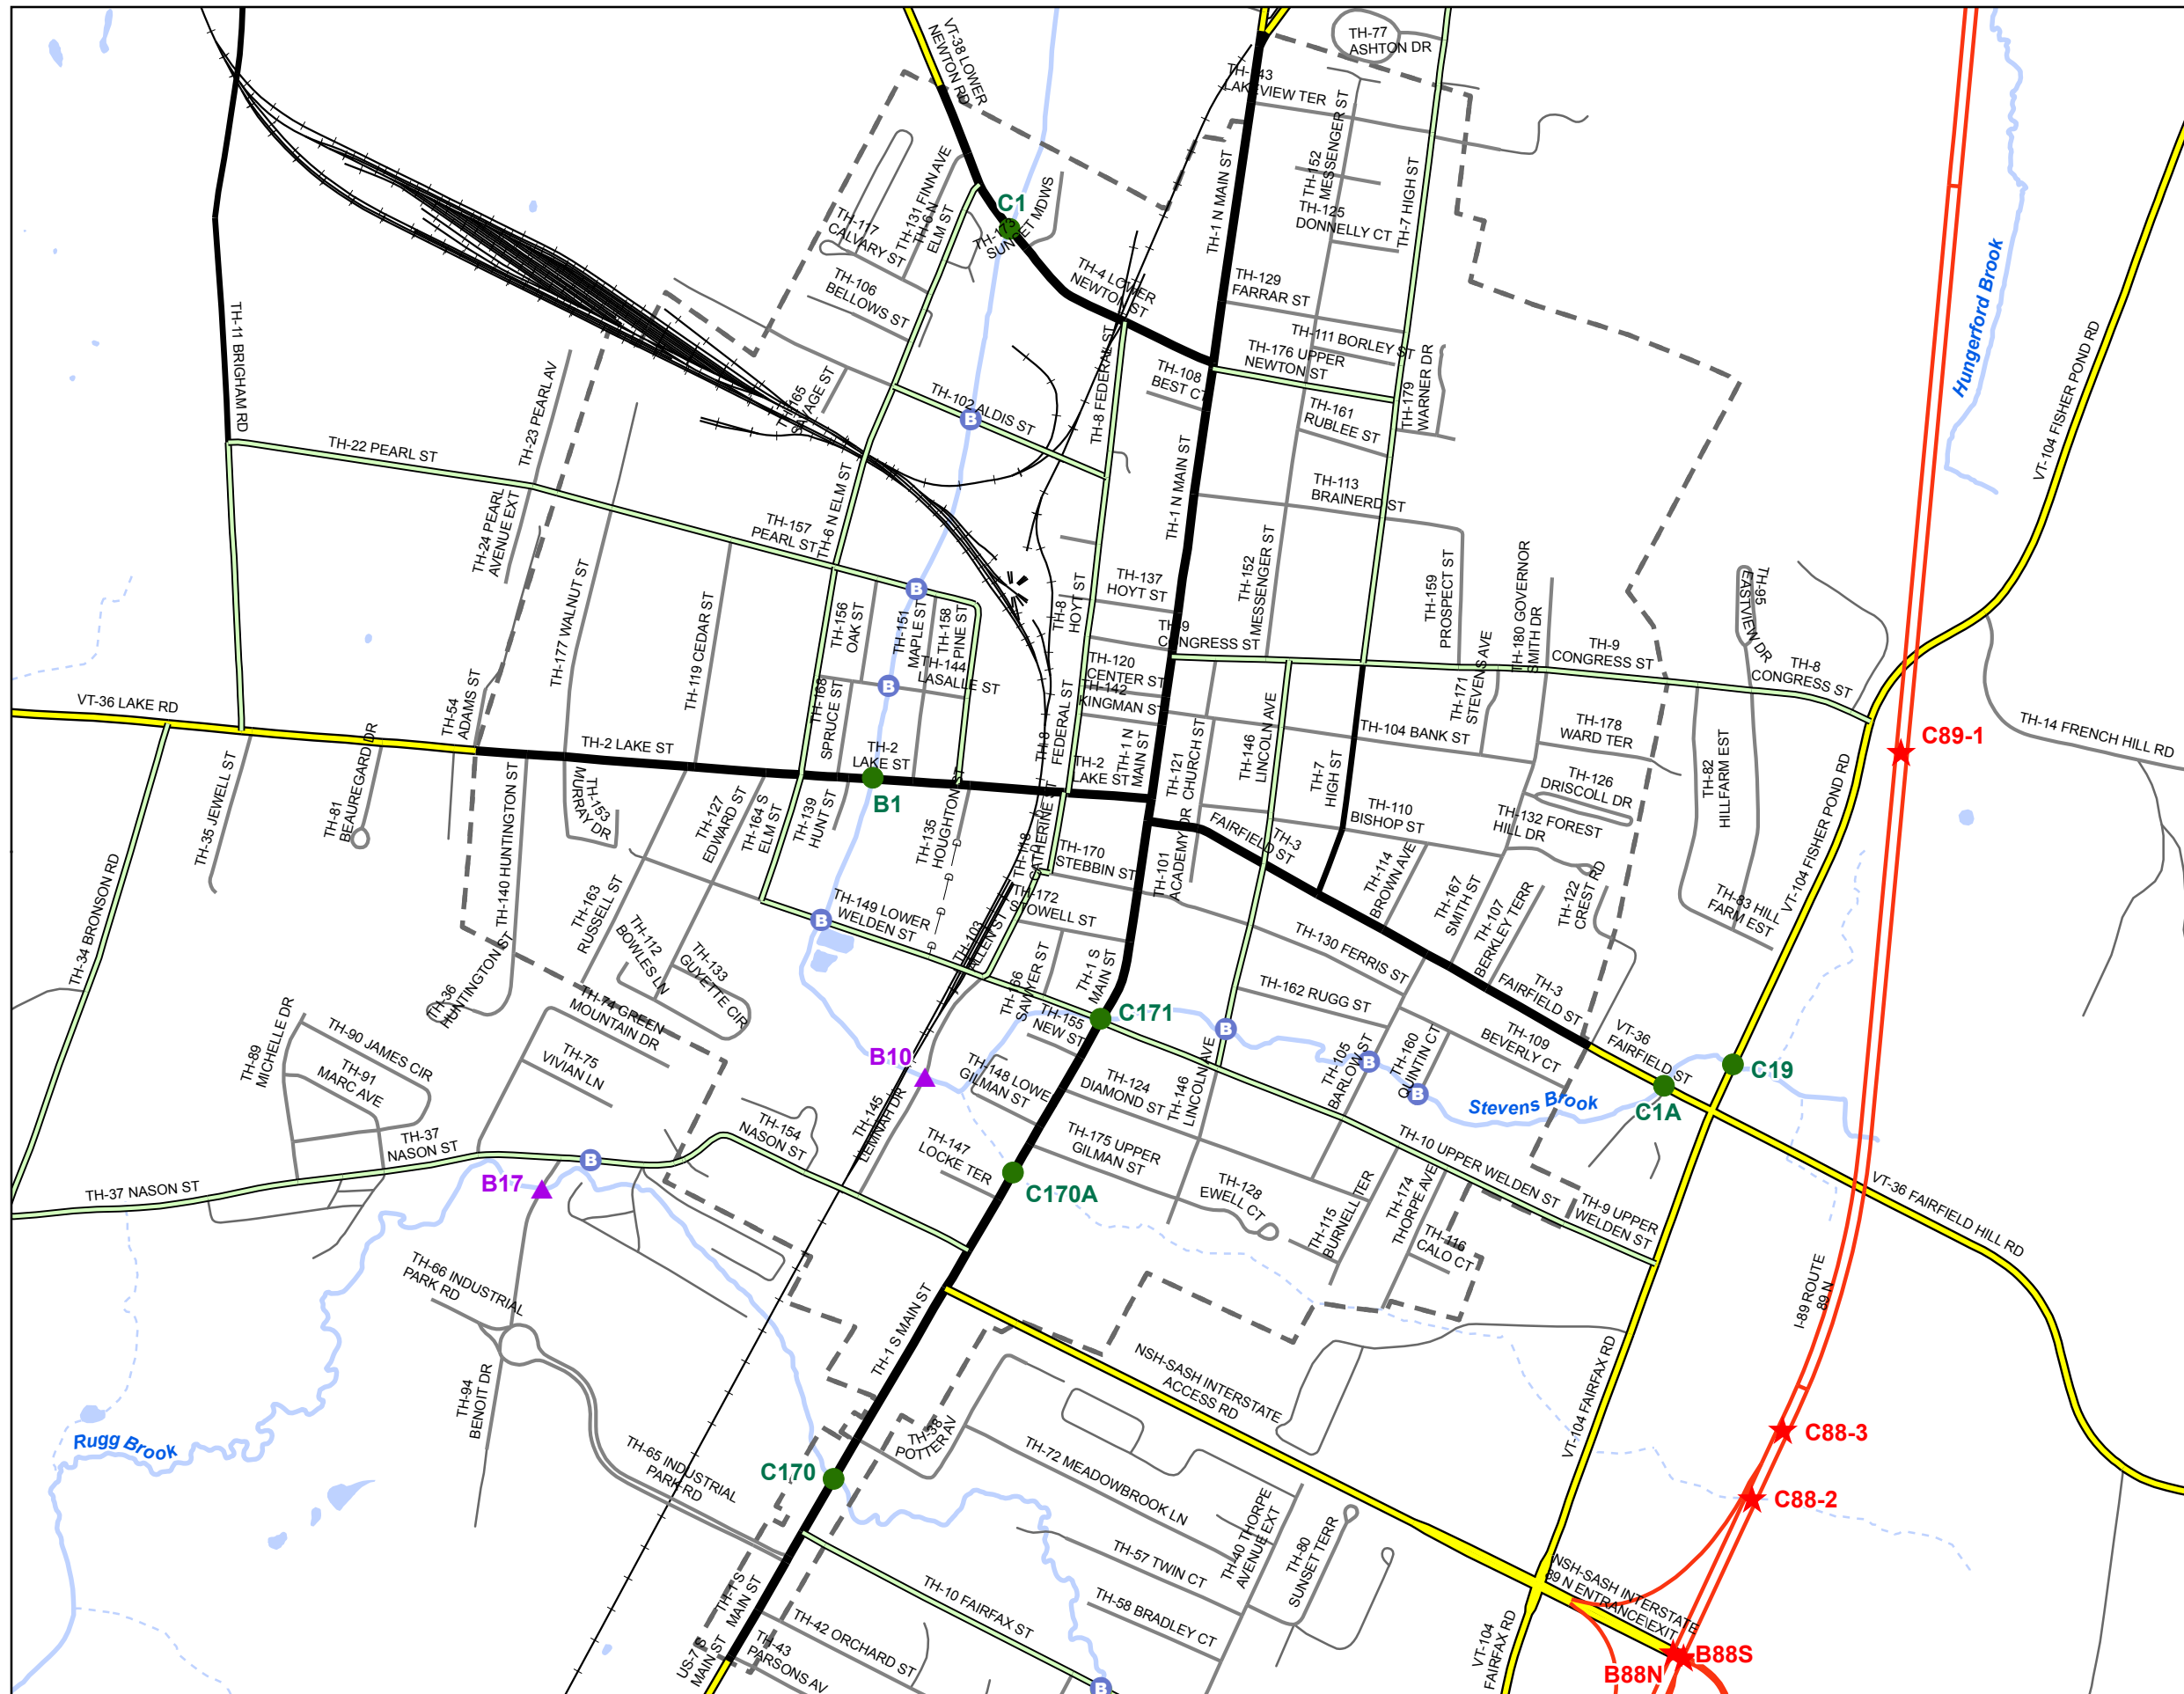 TH-77
ASHTON DR
VT-38 LOWER
NEWTON RD
LAKEVIEW TER
TH-152
MESSENGER ST
TH-1 N MAIN ST
TH-7 HIGH ST
TH-125
DONNELLY CT
C1
TH-131 FINN AVE
TH-6 N
ELM ST
TH-117
CALVARY ST
SUNSET MDWS
TH-106
BELLOWS ST
TH-4 LOWER
NEWTON ST
TH-129
FARRAR ST
TH-111 BORLEY ST
TH-176 UPPER
NEWTON ST
TH-179
WARNER DR
TH-108
BEST CT
TH-161
RUBLEE ST
Hungerford Brook
VT-104 FISHER POND RD
TH-11 BRIGHAM RD
TH-22 PEARL ST
TH-23 PEARL AV
TH-24 PEARL
AVENUE EXT
TH-165
SAVAGE ST
TH-102 ALDIS ST
B
TH-8 FEDERAL ST
TH-1 N MAIN ST
TH-113
BRAINERD ST
TH-6 N ELM ST
TH-157
PEARL ST
B
TH-177 WALNUT ST
TH-119 CEDAR ST
TH-156
OAK ST
TH-151
MAPLE ST
TH-158
PINE ST
TH-144
LASALLE ST
B
TH-8
HOYT ST
TH-137
HOYT ST
TH-9
CONGRESS ST
TH-152
MESSENGER ST
TH-159
PROSPECT ST
TH-180 GOVERNOR
SMITH DR
TH-9
CONGRESS ST
TH-95
EASTVIEW DR
TH-8
CONGRESS ST
TH-120
CENTER ST
TH-142
KINGMAN ST
TH-171
STEVENS AVE
TH-104 BANK ST
TH-178
WARD TER
TH-14 FRENCH HILL RD
C89-1
VT-36 LAKE RD
TH-54
ADAMS ST
TH-2 LAKE ST
TH-168
SPRUCE ST
TH-2
LAKE ST
B1
TH-8
FEDERAL ST
TH-2
LAKE ST
TH-1 N
MAIN ST
TH-121
CHURCH ST
TH-146
LINCOLN AVE
TH-7
HIGH ST
TH-126
DRISCOLL DR
TH-82
HILLFARM EST
TH-35 JEWELL ST
TH-81
BEAUREGARD DR
TH-140 HUNTINGTON ST
TH-153
MURRAY DR
TH-127
EDWARD ST
TH-164 S
ELM ST
TH-139
HUNT ST
TH-135
HOUGHTON ST
TH-118
CATHERINE ST
TH-170
STEBBIN ST
TH-101
ACADEMY DR
TH-3
FAIRFIELD ST
TH-110
BISHOP ST
TH-132 FOREST
HILL DR
VT-104 FISHER POND RD
TH-34 BRONSON RD
TH-163
RUSSELL ST
TH-149 LOWER
WELDEN ST
B
TH-172
STOWELL ST
TH-103
ALLEN ST
TH-114
BROWN AVE
TH-167
SMITH ST
TH-107
BERKLEY TERR
TH-122
CREST RD
TH-83 HILL
FARM EST
TH-36
HUNTINGTON ST
TH-112
BOWLES LN
TH-133
GUYETTE CIR
TH-166
SAWYER ST
TH-1 S
MAIN ST
TH-130 FERRIS ST
TH-162 RUGG ST
TH-3
FAIRFIELD ST
TH-74 GREEN
MOUNTAIN DR
TH-89
MICHELLE DR
TH-90 JAMES CIR
TH-91
MARC AVE
TH-75
VIVIAN LN
B10
TH-155
NEW ST
C171
B
TH-105
BARLOW ST
B
TH-160
QUINTIN CT
B
TH-109
BEVERLY CT
VT-36
FAIRFIELD ST
C19
C1A
Stevens Brook
TH-145
LEMNAH DR
GILMAN ST
TH-124
DIAMOND ST
TH-146
LINCOLN AVE
TH-37
NASON ST
TH-154
NASON ST
TH-147
LOCKE TER
TH-175 UPPER
GILMAN ST
TH-10 UPPER WELDEN ST
TH-37 NASON ST
B
B17
C170A
TH-128
EWELL CT
TH-115
BURNELL TER
TH-174
THORPE AVE
TH-116
CALO CT
TH-9 UPPER
WELDEN ST
VT-36 FAIRFIELD HILL RD
I-89 ROUTE
89 N
TH-66 INDUSTRIAL
PARK RD
TH-94
BENOIT DR
TH-1 S MAIN ST
NSH-SASH INTERSTATE
ACCESS RD
VT-104 FAIRFAX RD
Rugg Brook
TH-65 INDUSTRIAL
PARK RD
C170
TH-38
POTTER AV
TH-72 MEADOWBROOK LN
C88-3
C88-2
TH-40 THORPE
AVENUE EXT
TH-80
SUNSET TERR
TH-57 TWIN CT
TH-58 BRADLEY CT
TH-1 S
MAIN ST
TH-10 FAIRFAX ST
TH-42 ORCHARD ST
TH-43
PARSONS AV
US-7 S
MAIN ST
B
VT-104
FAIRFAX RD
NSH-SASH INTERSTATE
89 N ENTRANCE\EXIT
B88N
B88S